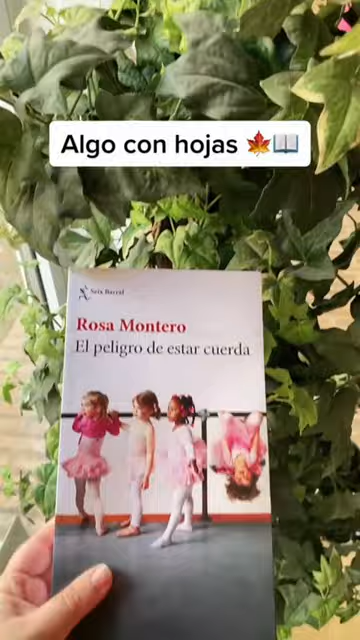 Algo con hojas 🍁📖
Seix Barral
Rosa Montero
El peligro de estar cuerda